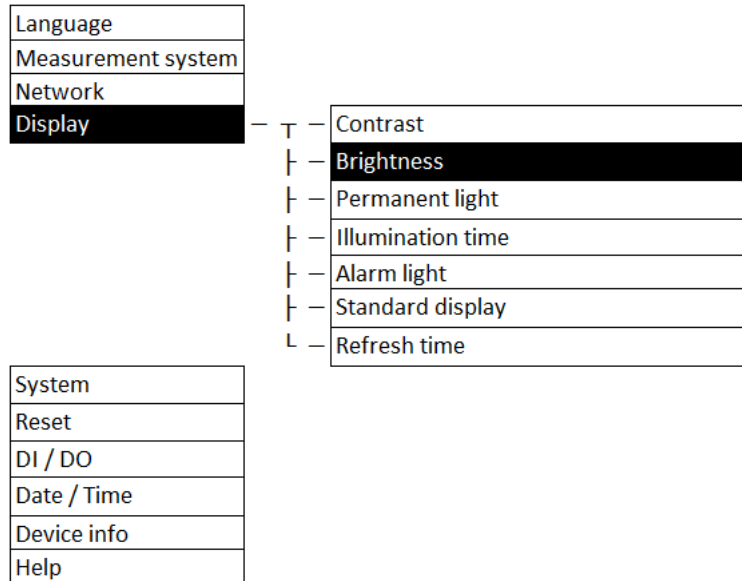 Language
Measurement system
Network
Display
Contrast
Brightness
Permanent light
Illumination time
Alarm light
Standard display
Refresh time
System
Reset
DI / DO
Date / Time
Device info
Help